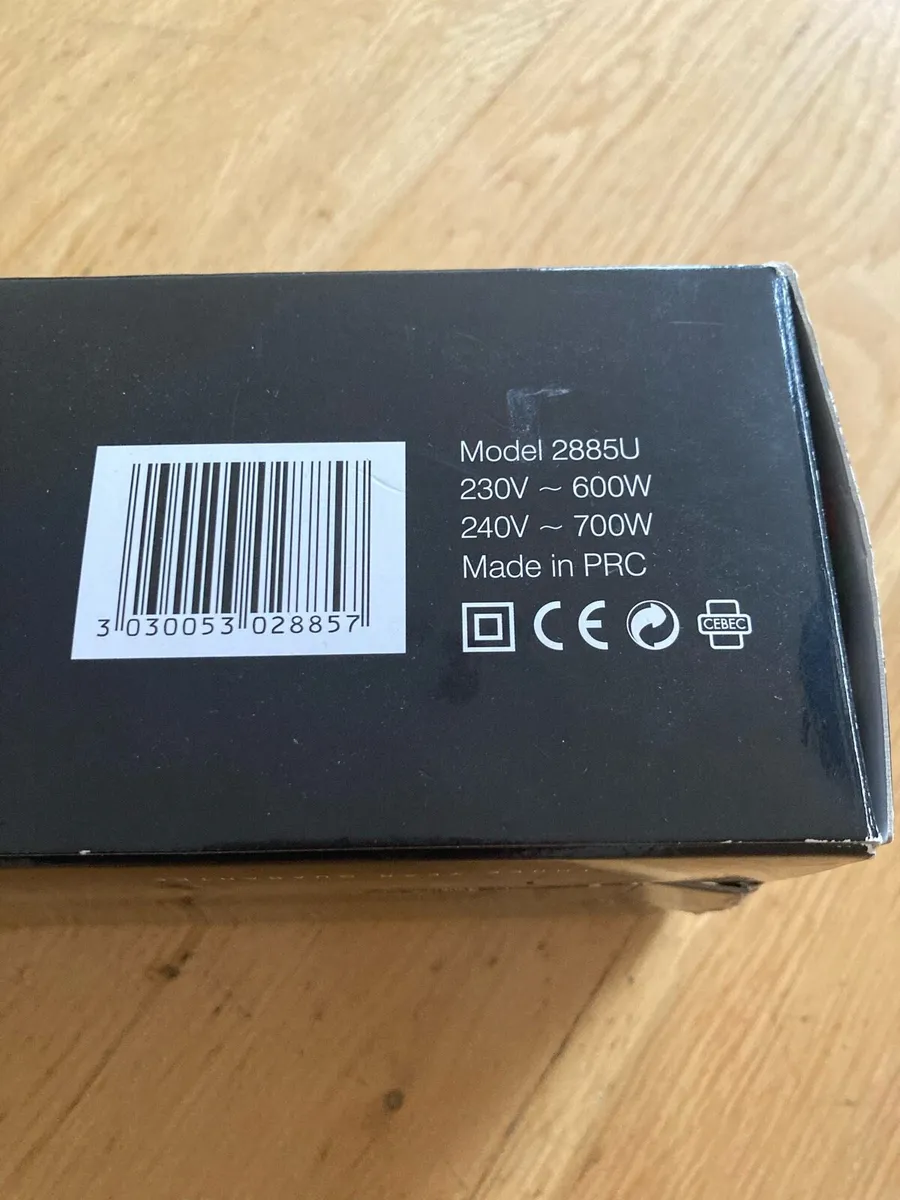 Model 2885U
230V ~ 600W
240V ~ 700W
Made in PRC
CE
CEBEC
3 030053 028857